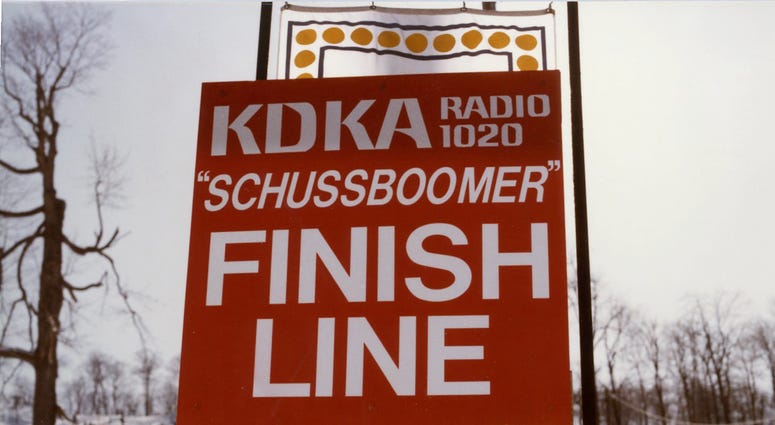 KDKA RADIO 1020
"SCHUSSBOOMER"
FINISH
LINE